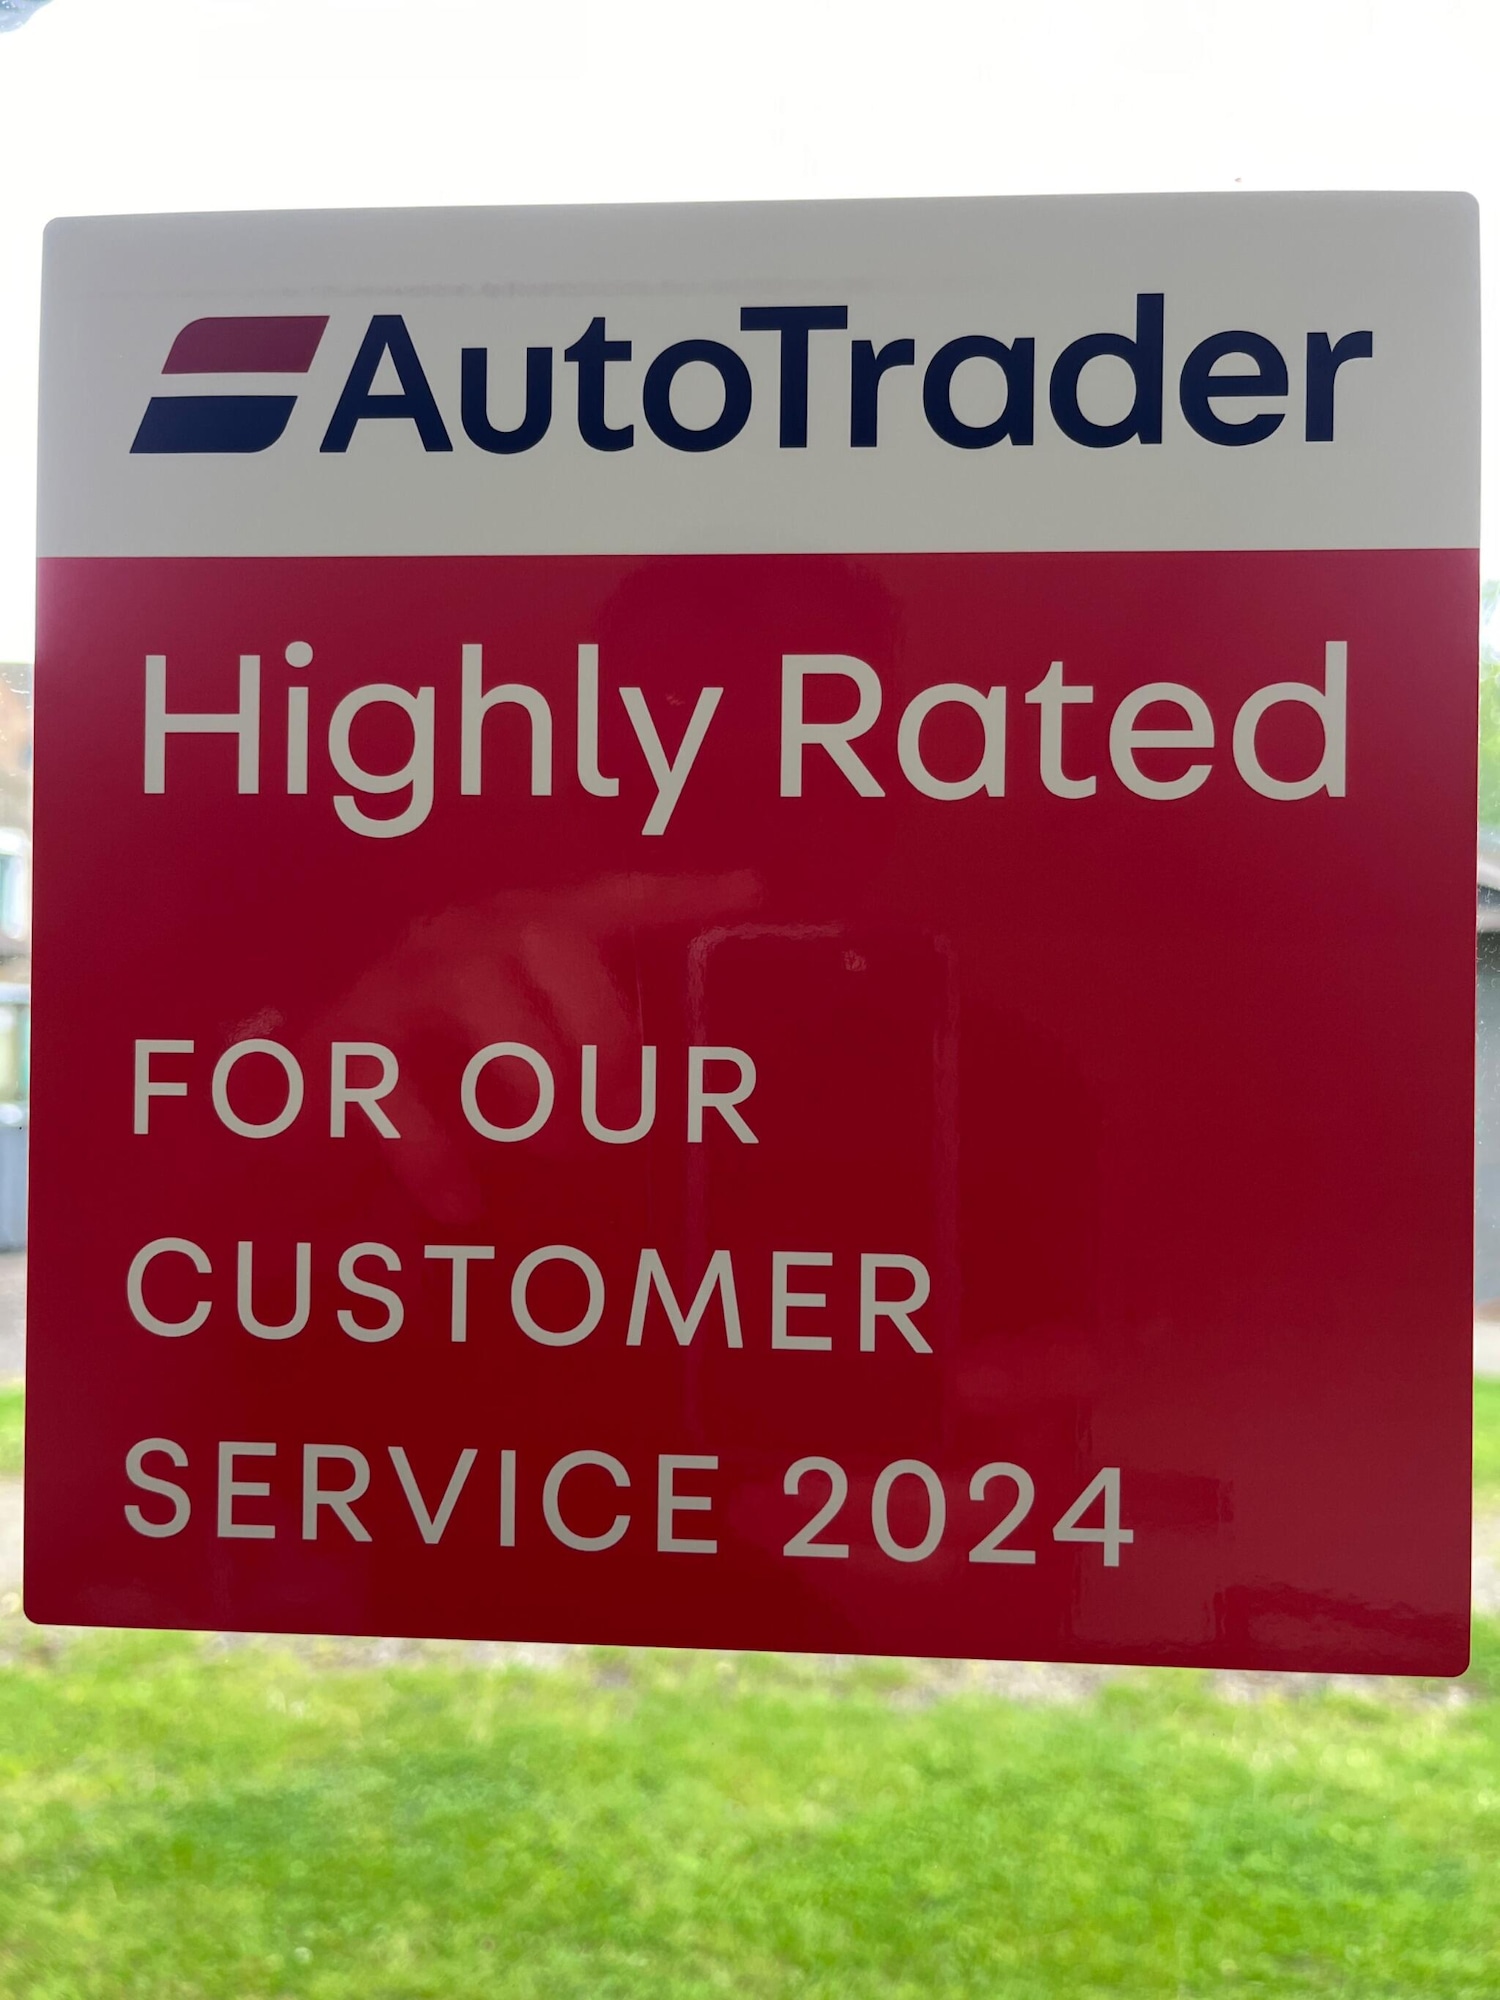 AutoTrader
Highly Rated
FOR OUR
CUSTOMER
SERVICE 2024